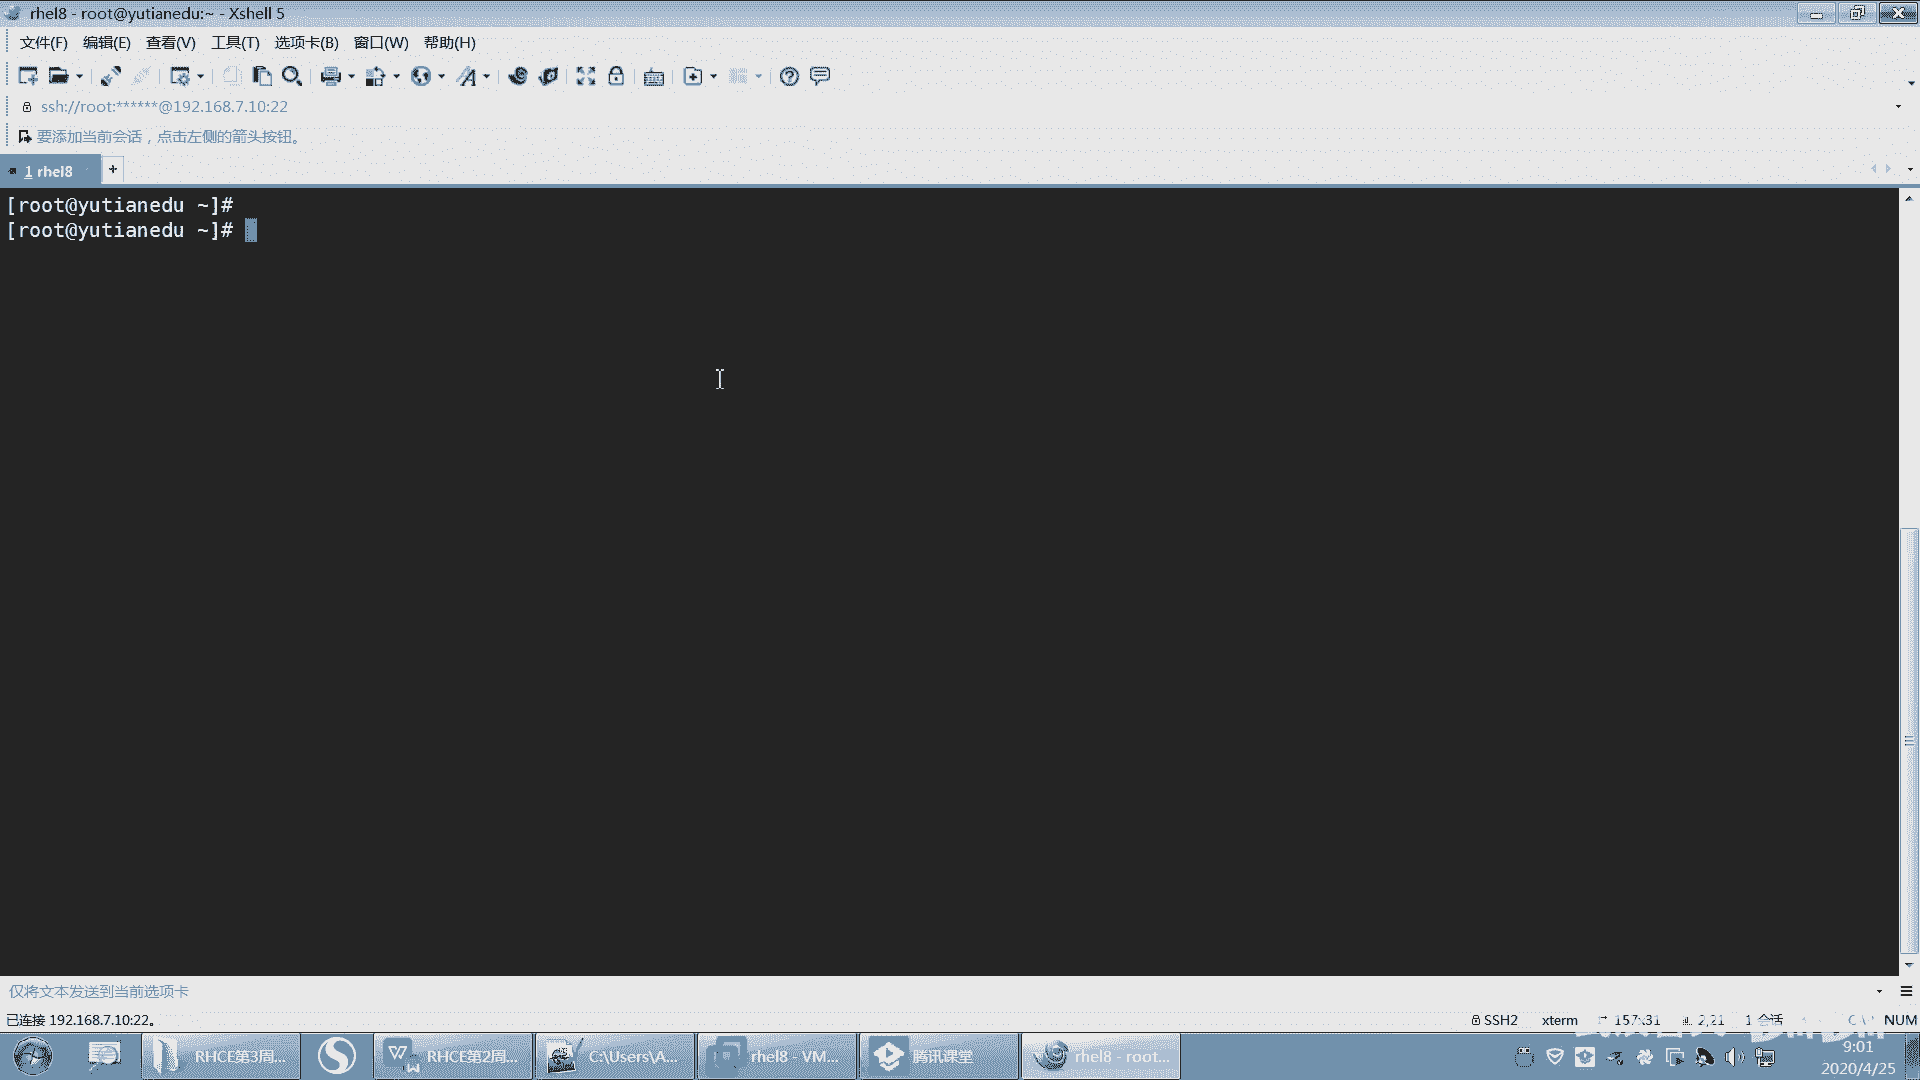 rhel8 - root@yutianedu:~ - Xshell 5
文件(F) 编辑(E) 查看(V) 工具(T) 选项卡(B) 窗口(W) 帮助(H)
ssh://root:******@192.168.7.10:22
要添加当前会话，点击左侧的箭头按钮。
1 rhel8 +
[root@yutianedu ~]#
[root@yutianedu ~]#
仅将文本发送到当前选项卡
已连接 192.168.7.10:22。 SSH2 xterm 157x31 2,21 1 会话 NUM
RHCE第3周... RHCE第2周... C:\Users\A... rhel8 - VM... 腾讯课堂 rhel8 - root...
9:01
2020/4/25